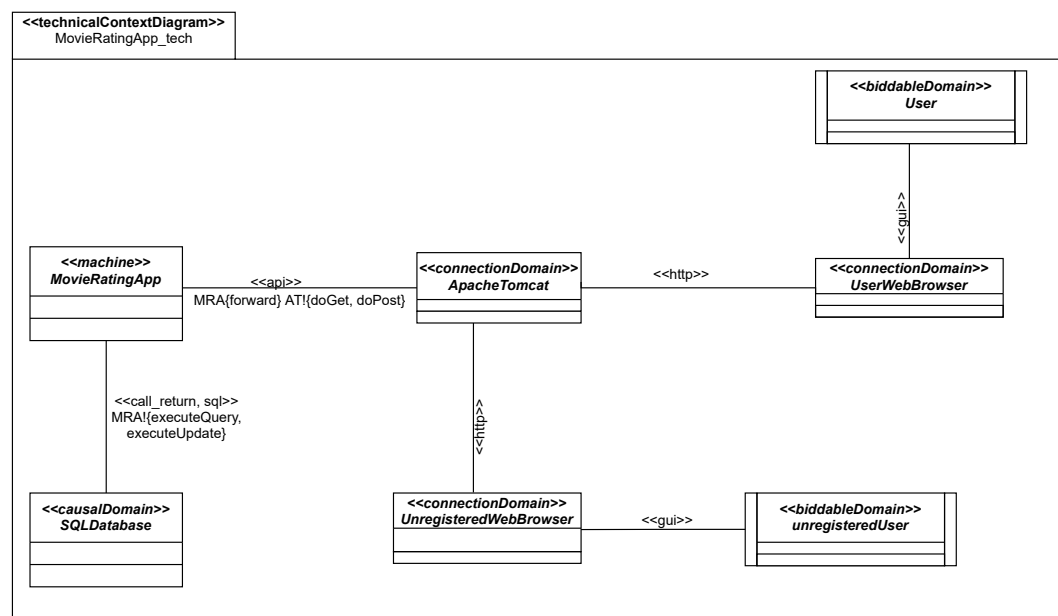 <<technicalContextDiagram>>
MovieRatingApp_tech
<<biddableDomain>>
User
<<gui>>
<<machine>>
MovieRatingApp
<<api>>
MRA{forward} AT!{doGet, doPost}
<<connectionDomain>>
ApacheTomcat
<<http>>
<<connectionDomain>>
UserWebBrowser
<<call_return, sql>>
MRA!{executeQuery,
executeUpdate}
<<http>>
<<causalDomain>>
SQLDatabase
<<connectionDomain>>
UnregisteredWebBrowser
<<gui>>
<<biddableDomain>>
unregisteredUser